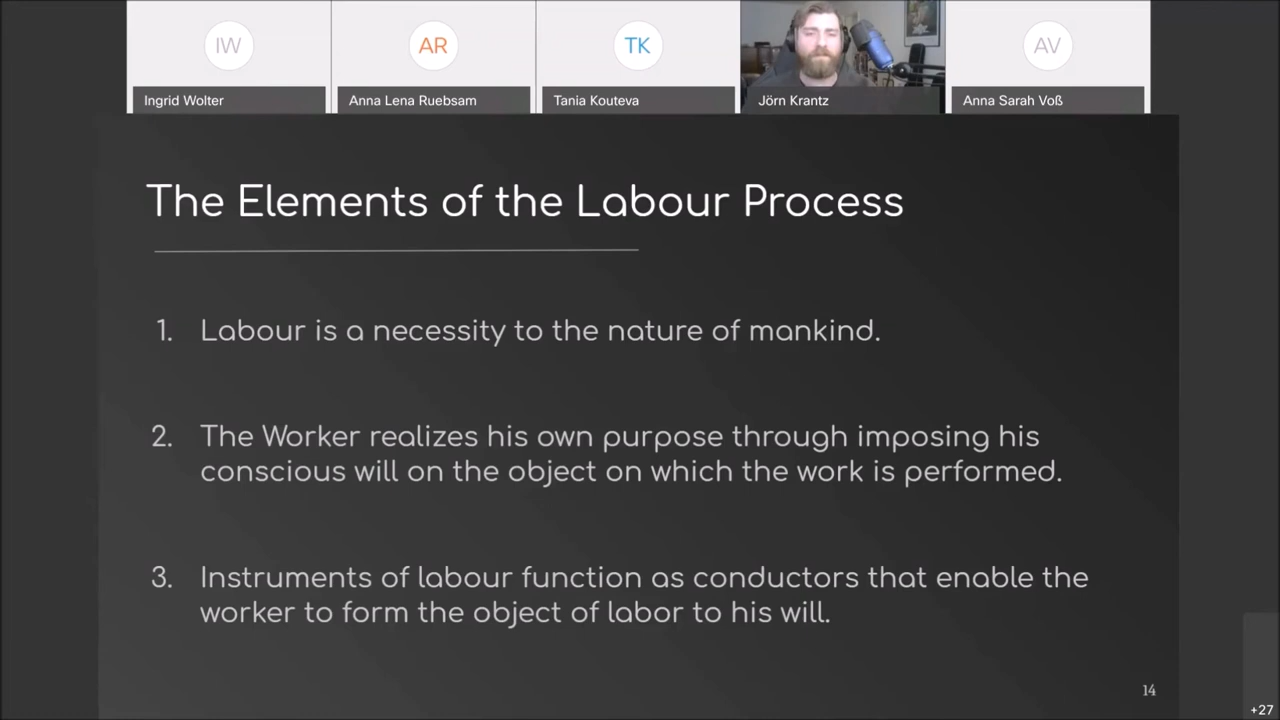 IW
AR
TK
AV
Ingrid Wolter
Anna Lena Ruebsam
Tania Kouteva
Jörn Krantz
Anna Sarah Voß
The Elements of the Labour Process
1. Labour is a necessity to the nature of mankind.
2. The Worker realizes his own purpose through imposing his
conscious will on the object on which the work is performed.
3. Instruments of labour function as conductors that enable the
worker to form the object of labor to his will.
14
+27